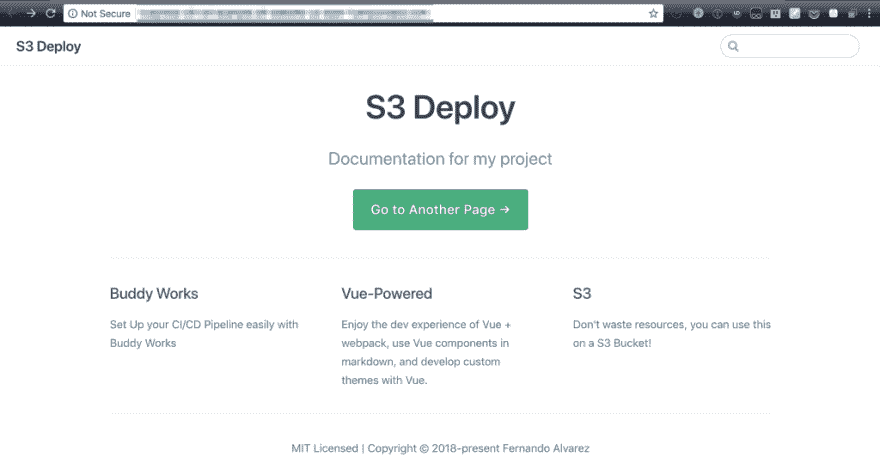 Not Secure
S3 Deploy
S3 Deploy
Documentation for my project
Go to Another Page →
Buddy Works
Set Up your CI/CD Pipeline easily with
Buddy Works
Vue-Powered
Enjoy the dev experience of Vue +
webpack, use Vue components in
markdown, and develop custom
themes with Vue.
S3
Don't waste resources, you can use this
on a S3 Bucket!
MIT Licensed | Copyright © 2018-present Fernando Alvarez